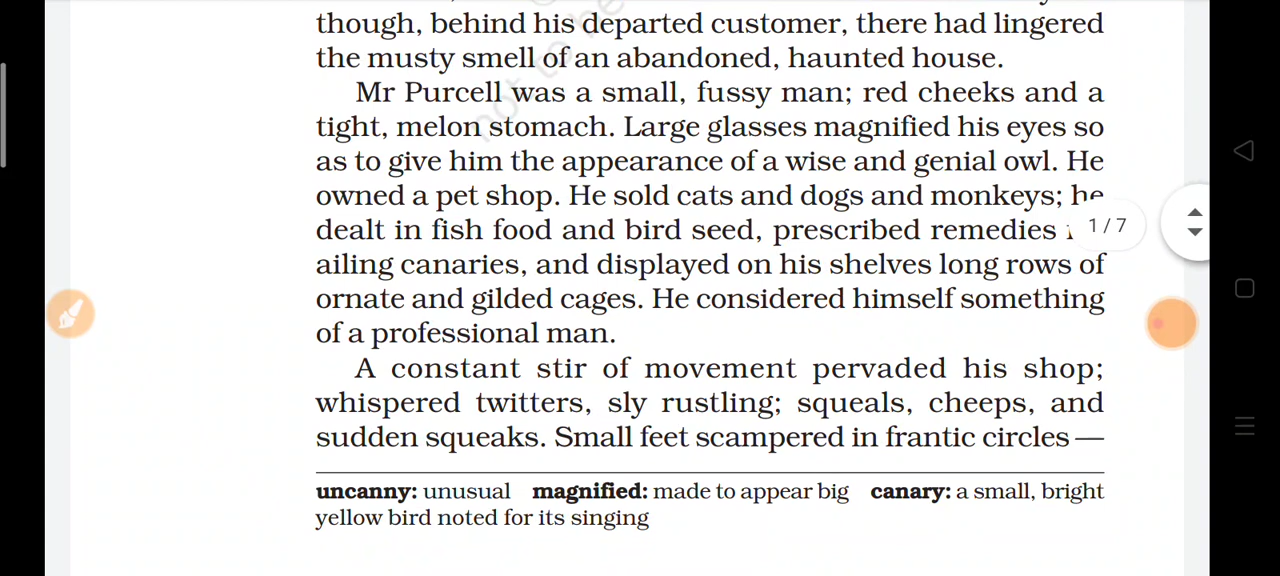 though, behind his departed customer, there had lingered
the musty smell of an abandoned, haunted house.
Mr Purcell was a small, fussy man; red cheeks and a
tight, melon stomach. Large glasses magnified his eyes so
as to give him the appearance of a wise and genial owl. He
owned a pet shop. He sold cats and dogs and monkeys; he
dealt in fish food and bird seed, prescribed remedies
1/7
ailing canaries, and displayed on his shelves long rows of
ornate and gilded cages. He considered himself something
of a professional man.
A constant stir of movement pervaded his shop;
whispered twitters, sly rustling; squeals, cheeps, and
sudden squeaks. Small feet scampered in frantic circles —
uncanny: unusual magnified: made to appear big canary: a small, bright
yellow bird noted for its singing
not to be